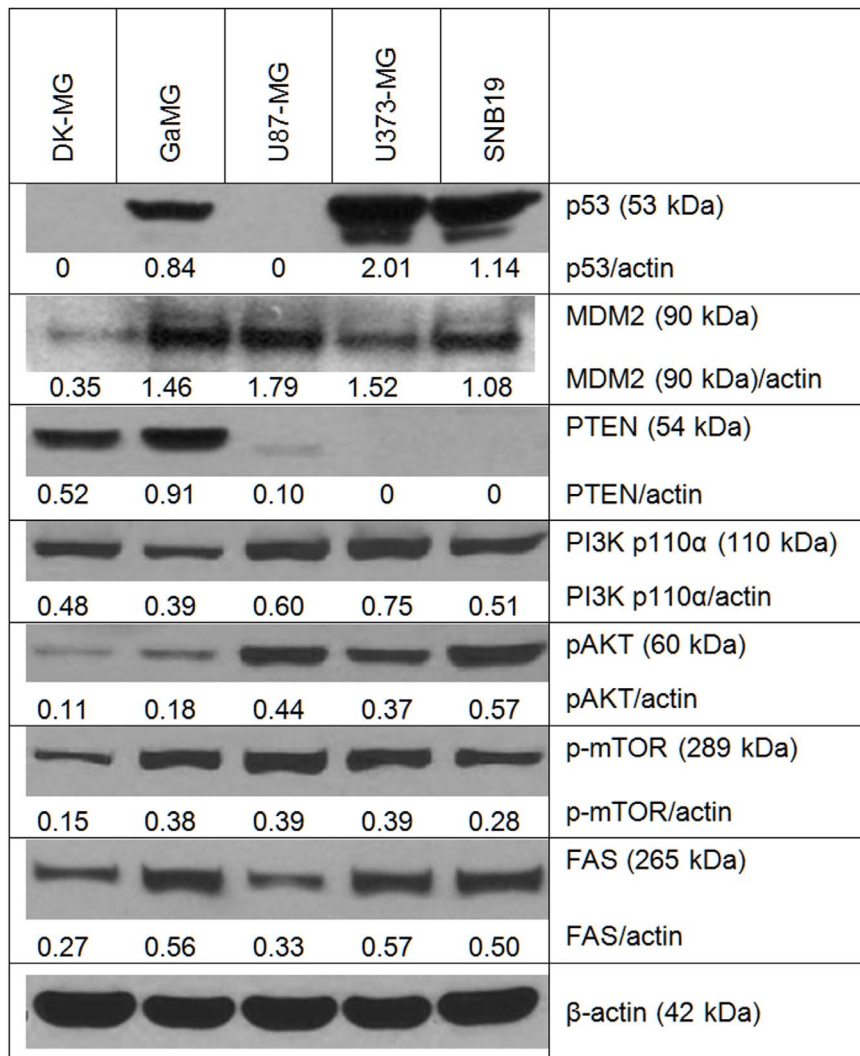 DK-MG GaMG U87-MG U373-MG SNB19
p53 (53 kDa)
0 0.84 0 2.01 1.14 p53/actin
MDM2 (90 kDa)
0.35 1.46 1.79 1.52 1.08 MDM2 (90 kDa)/actin
PTEN (54 kDa)
0.52 0.91 0.10 0 0 PTEN/actin
PI3K p110α (110 kDa)
0.48 0.39 0.60 0.75 0.51 PI3K p110α/actin
pAKT (60 kDa)
0.11 0.18 0.44 0.37 0.57 pAKT/actin
p-mTOR (289 kDa)
0.15 0.38 0.39 0.39 0.28 p-mTOR/actin
FAS (265 kDa)
0.27 0.56 0.33 0.57 0.50 FAS/actin
β-actin (42 kDa)